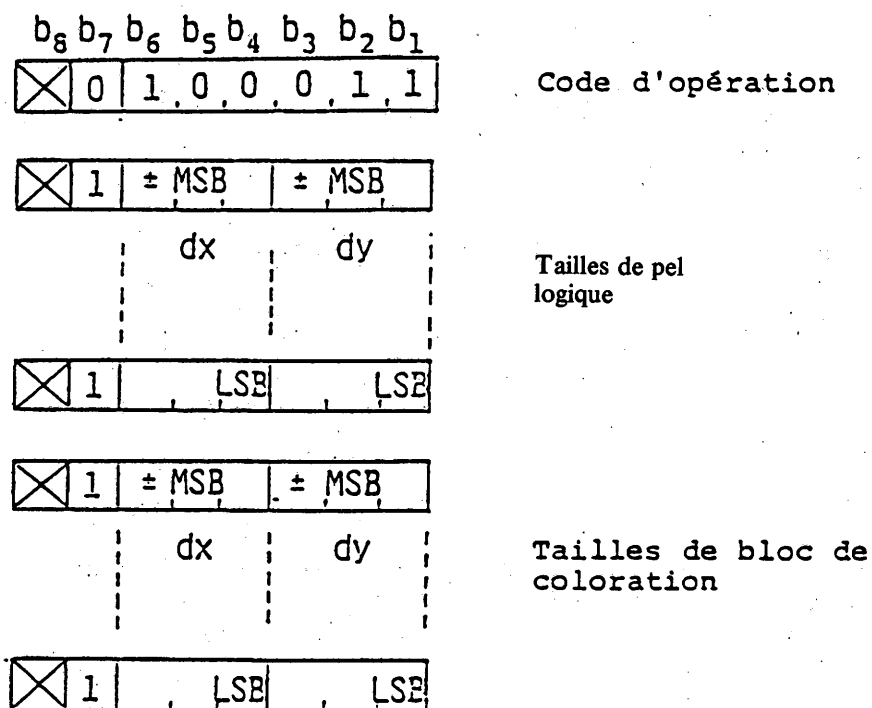 b8 b7 b6 b5 b4 b3 b2 b1
0 1 0 0 0 1 1 Code d'opération
1 ± MSB ± MSB
dx dy
Tailles de pel
logique
1 LSB LSB
1 ± MSB ± MSB
dx dy
Tailles de bloc de
coloration
1 LSB LSB